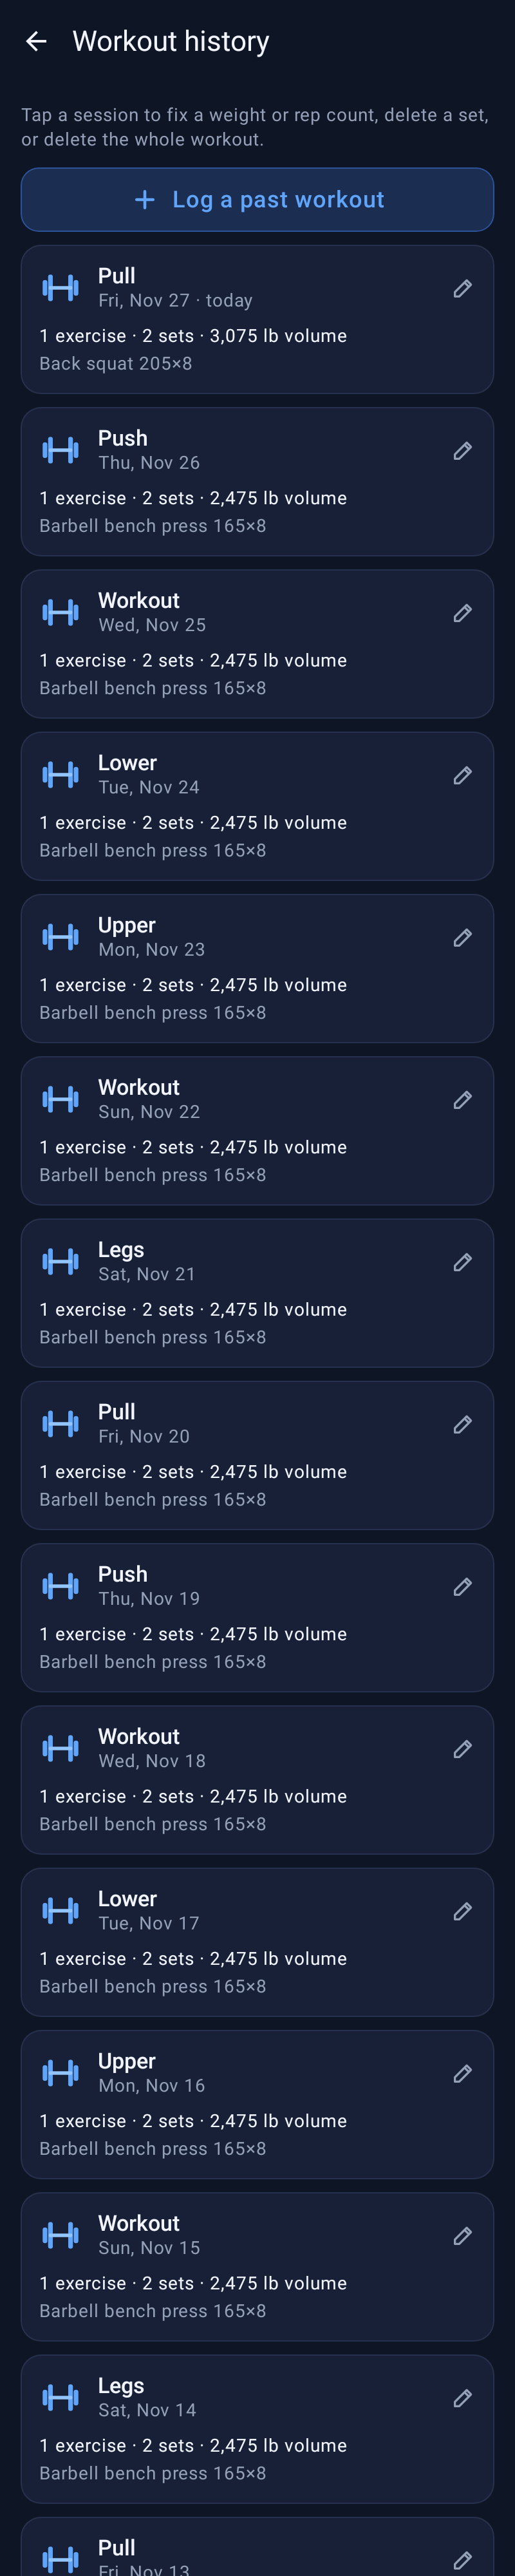 Workout history
Tap a session to fix a weight or rep count, delete a set,
or delete the whole workout.
Log a past workout
Pull
Fri, Nov 27 · today
1 exercise · 2 sets · 3,075 lb volume
Back squat 205×8
Push
Thu, Nov 26
1 exercise · 2 sets · 2,475 lb volume
Barbell bench press 165×8
Workout
Wed, Nov 25
1 exercise · 2 sets · 2,475 lb volume
Barbell bench press 165×8
Lower
Tue, Nov 24
1 exercise · 2 sets · 2,475 lb volume
Barbell bench press 165×8
Upper
Mon, Nov 23
1 exercise · 2 sets · 2,475 lb volume
Barbell bench press 165×8
Workout
Sun, Nov 22
1 exercise · 2 sets · 2,475 lb volume
Barbell bench press 165×8
Legs
Sat, Nov 21
1 exercise · 2 sets · 2,475 lb volume
Barbell bench press 165×8
Pull
Fri, Nov 20
1 exercise · 2 sets · 2,475 lb volume
Barbell bench press 165×8
Push
Thu, Nov 19
1 exercise · 2 sets · 2,475 lb volume
Barbell bench press 165×8
Workout
Wed, Nov 18
1 exercise · 2 sets · 2,475 lb volume
Barbell bench press 165×8
Lower
Tue, Nov 17
1 exercise · 2 sets · 2,475 lb volume
Barbell bench press 165×8
Upper
Mon, Nov 16
1 exercise · 2 sets · 2,475 lb volume
Barbell bench press 165×8
Workout
Sun, Nov 15
1 exercise · 2 sets · 2,475 lb volume
Barbell bench press 165×8
Legs
Sat, Nov 14
1 exercise · 2 sets · 2,475 lb volume
Barbell bench press 165×8
Pull
Fri, Nov 13